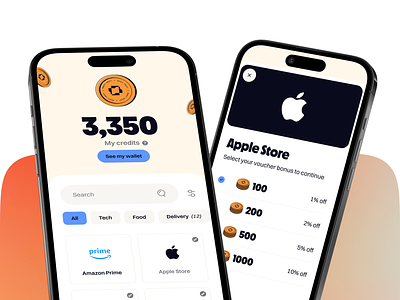 3,350
My credits ?
See my wallet
Search
All
Tech
Food
Delivery (12)
prime
Amazon Prime
Apple Store
Apple Store
Select your voucher bonus to continue
100
1% off
200
2% off
500
5% off
1000
10% off